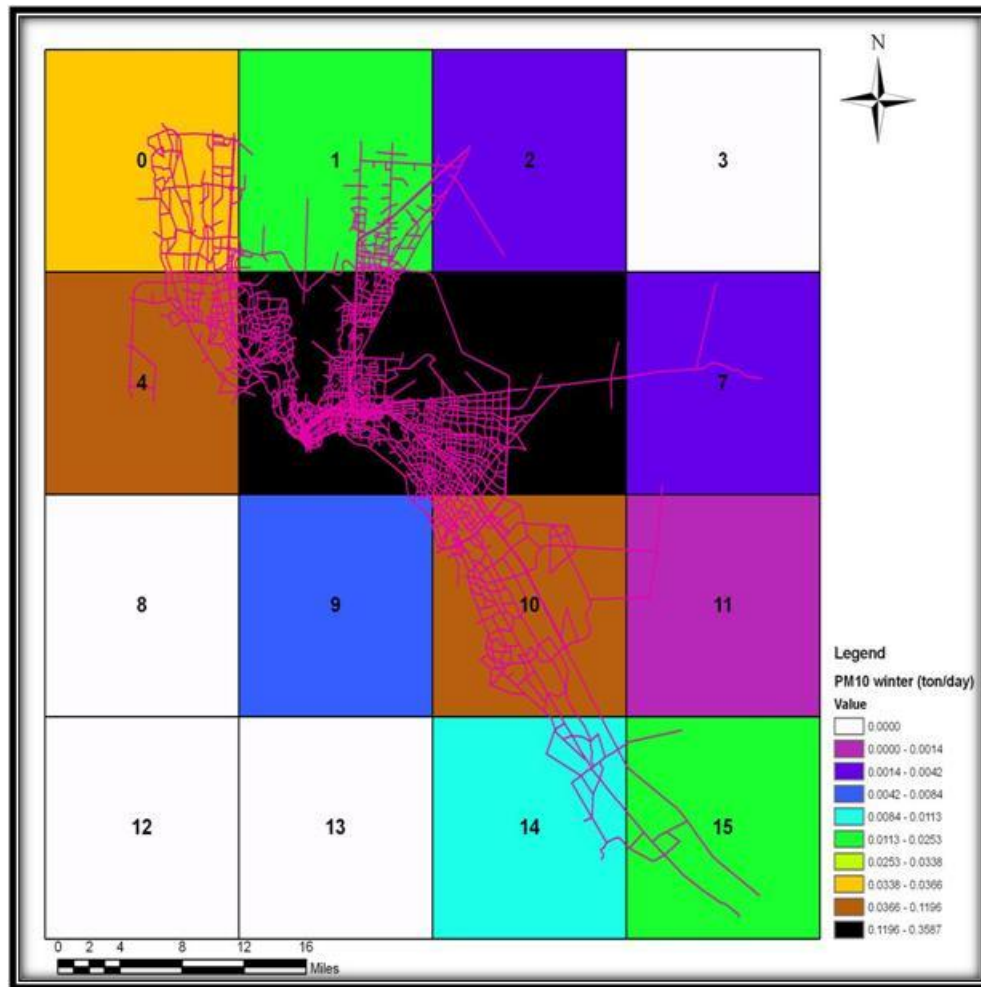 N
0 1 2 3
4 7
8 9 10 11
12 13 14 15
Legend
PM10 winter (ton/day)
Value
0.0000
0.0000 - 0.0014
0.0014 - 0.0042
0.0042 - 0.0084
0.0084 - 0.0113
0.0113 - 0.0253
0.0253 - 0.0338
0.0338 - 0.0366
0.0366 - 0.1196
0.1196 - 0.3587
0 2 4 8 12 16
Miles